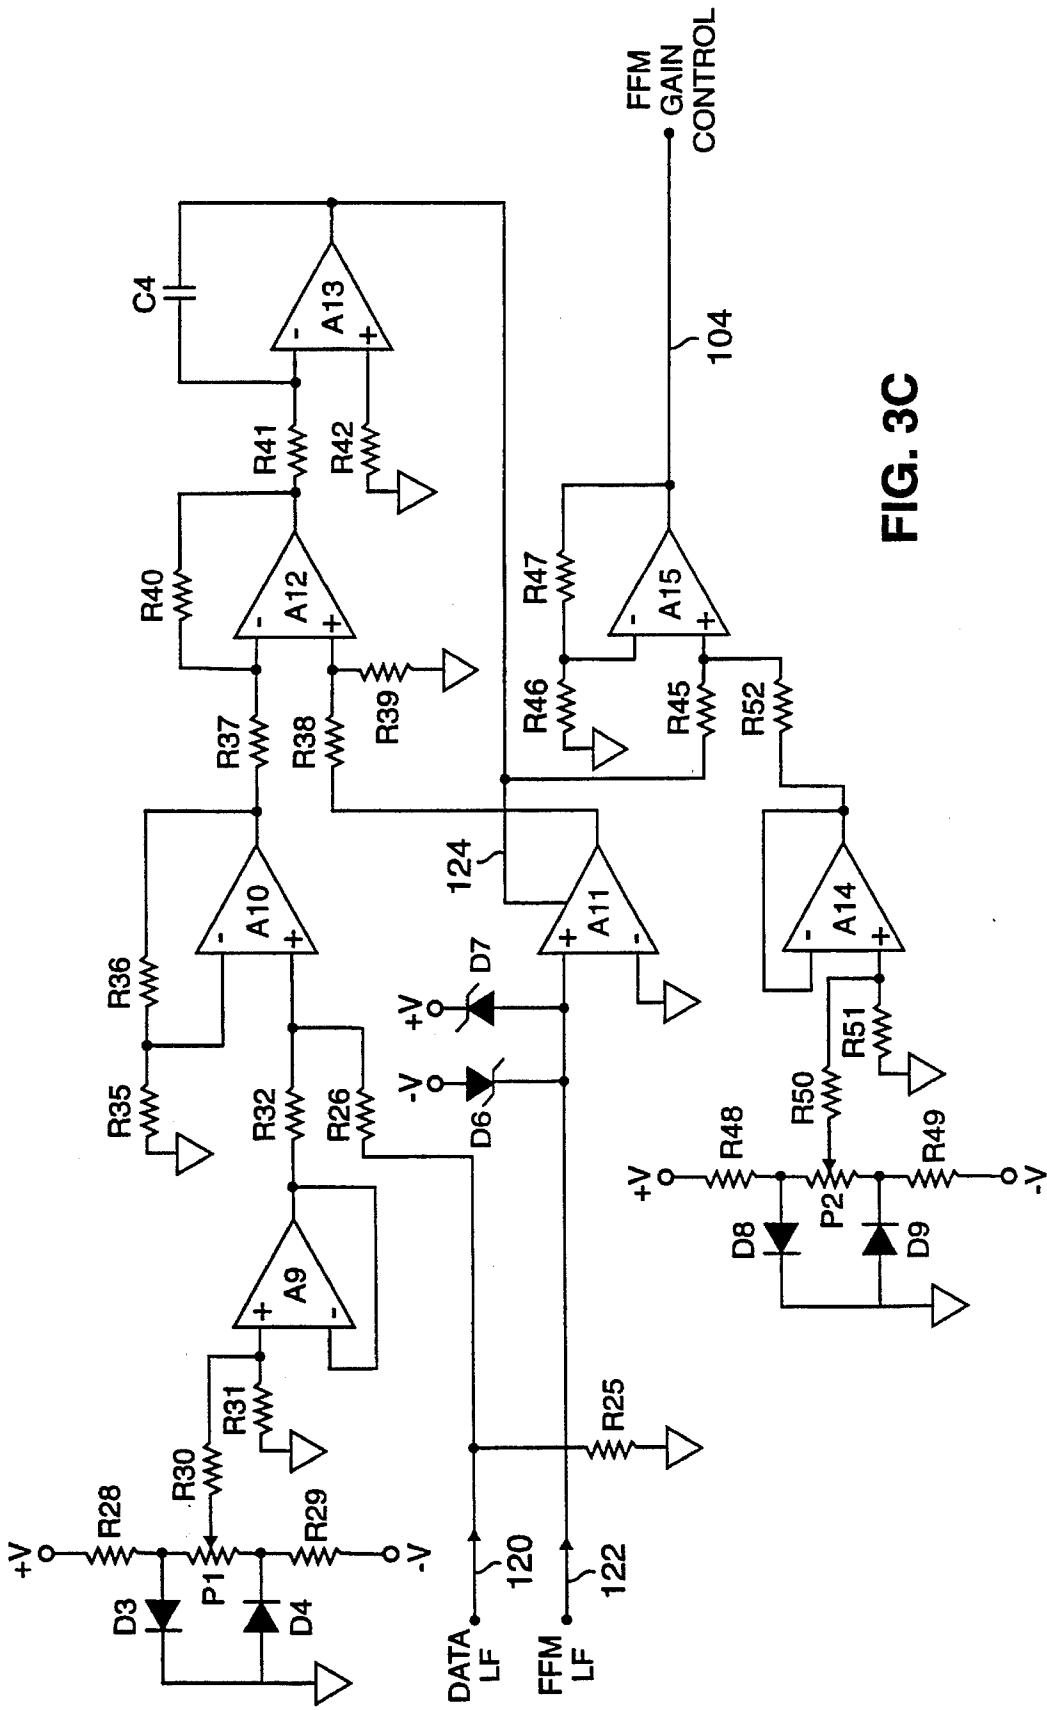 C4
R40
R36
R35
R41
A13
-
+
R42
R37
A12
-
+
R38
R39
A10
-
+
R32
R26
A9
+
-
R31
R30
+V
R28
P1
R29
-V
D3
D4
DATA
LF
120
FFM
LF
122
R25
-V
D6
+V
D7
124
A11
+
-
R47
R46
A15
-
+
R45
R52
104
FFM
GAIN
CONTROL
A14
-
+
R51
R50
+V
R48
P2
R49
-V
D8
D9
FIG. 3C